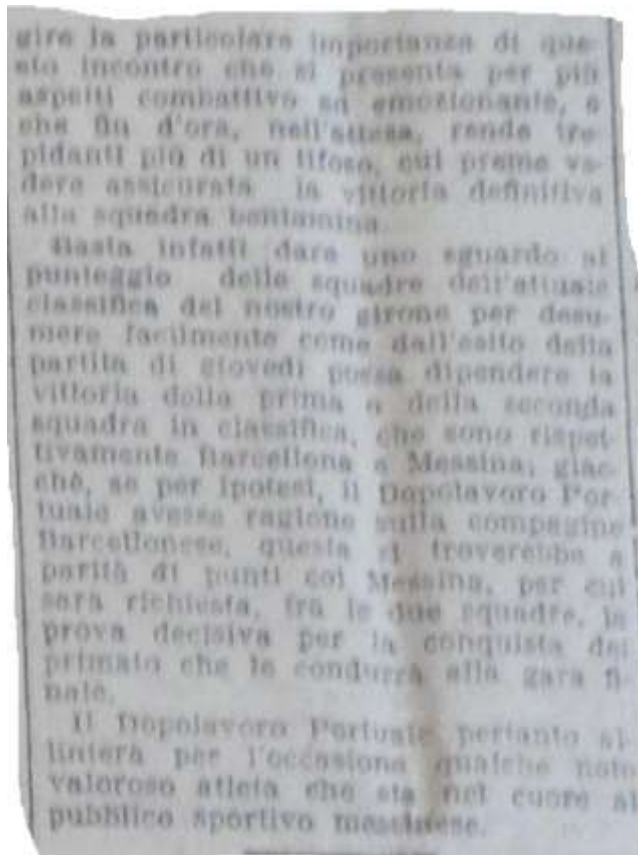 gire la particolare importanza di que-
sto incontro che si presenta per più
aspetti combattivo ed emozionante, e
che fin d'ora, nell'attesa, rende tre-
pidanti più di un tifoso, cui preme ve-
dere assicurata la vittoria definitiva
alla squadra beniamina.
Basta infatti dare uno sguardo al
punteggio delle squadre dell'attuale
classifica del nostro girone per desu-
mere facilmente come dall'esito della
partita di giovedì possa dipendere la
vittoria della prima o della seconda
squadra in classifica, che sono rispet-
tivamente Barcellona e Messina; giac-
chè, se per ipotesi, il Dopolavoro Por-
tuale avesse ragione sulla compagine
Barcellonese, questa si troverebbe a
parità di punti col Messina, per cui
sarà richiesta, fra le due squadre, la
prova decisiva per la conquista del
primato che le condurrà alla gara fi-
nale.
Il Dopolavoro Portuale pertanto al-
linterà per l'occasione qualche noto
valoroso atleta che sta nel cuore al
pubblico sportivo messinese.